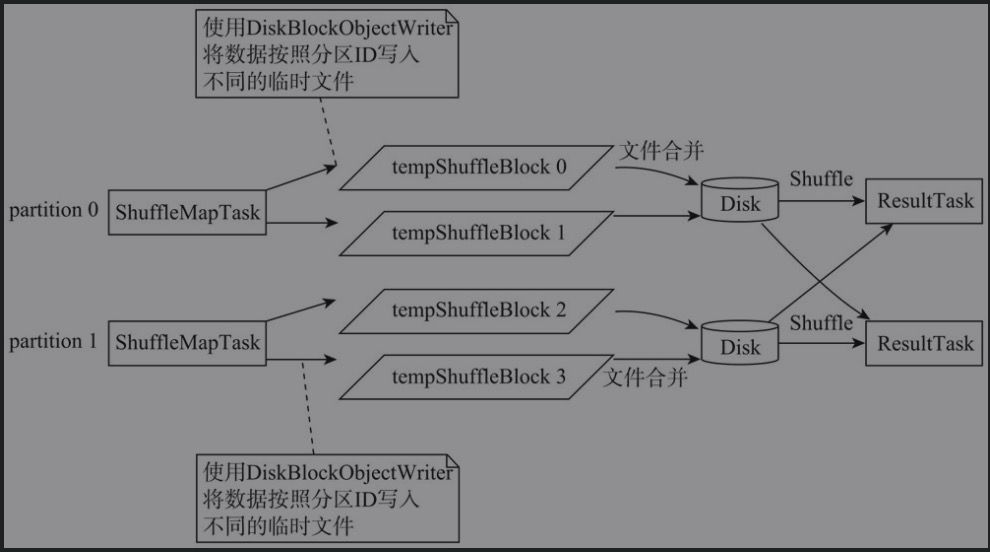 使用DiskBlockObjectWriter
将数据按照分区ID写入
不同的临时文件
文件合并
tempShuffleBlock 0
Shuffle
partition 0
ShuffleMapTask
Disk
ResultTask
tempShuffleBlock 1
tempShuffleBlock 2
Shuffle
partition 1
ShuffleMapTask
Disk
ResultTask
tempShuffleBlock 3
文件合并
使用DiskBlockObjectWriter
将数据按照分区ID写入
不同的临时文件